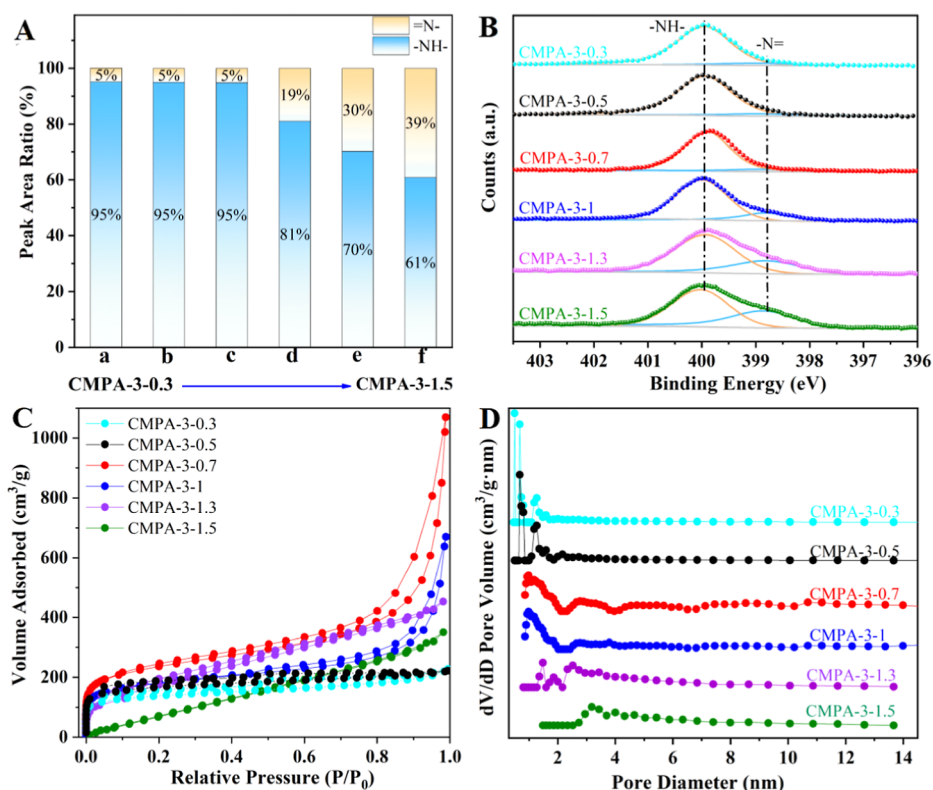 A
=N-
-NH-
Peak Area Ratio (%)
100
80
60
40
20
0
5%
5%
5%
19%
30%
39%
95%
95%
95%
81%
70%
61%
a
b
c
d
e
f
CMPA-3-0.3
CMPA-3-1.5
B
-NH-
-N=
Counts (a.u.)
CMPA-3-0.3
CMPA-3-0.5
CMPA-3-0.7
CMPA-3-1
CMPA-3-1.3
CMPA-3-1.5
403
402
401
400
399
398
397
396
Binding Energy (eV)
C
CMPA-3-0.3
CMPA-3-0.5
CMPA-3-0.7
CMPA-3-1
CMPA-3-1.3
CMPA-3-1.5
Volume Adsorbed (cm³/g)
1000
800
600
400
200
0
0.0
0.2
0.4
0.6
0.8
1.0
Relative Pressure (P/P₀)
D
dV/dD Pore Volume (cm³/g·nm)
CMPA-3-0.3
CMPA-3-0.5
CMPA-3-0.7
CMPA-3-1
CMPA-3-1.3
CMPA-3-1.5
2
4
6
8
10
12
14
Pore Diameter (nm)